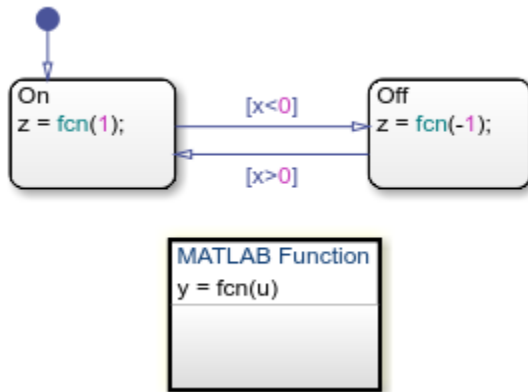 On
z = fcn(1);
[x<0]
Off
z = fcn(-1);
[x>0]
MATLAB Function
y = fcn(u)